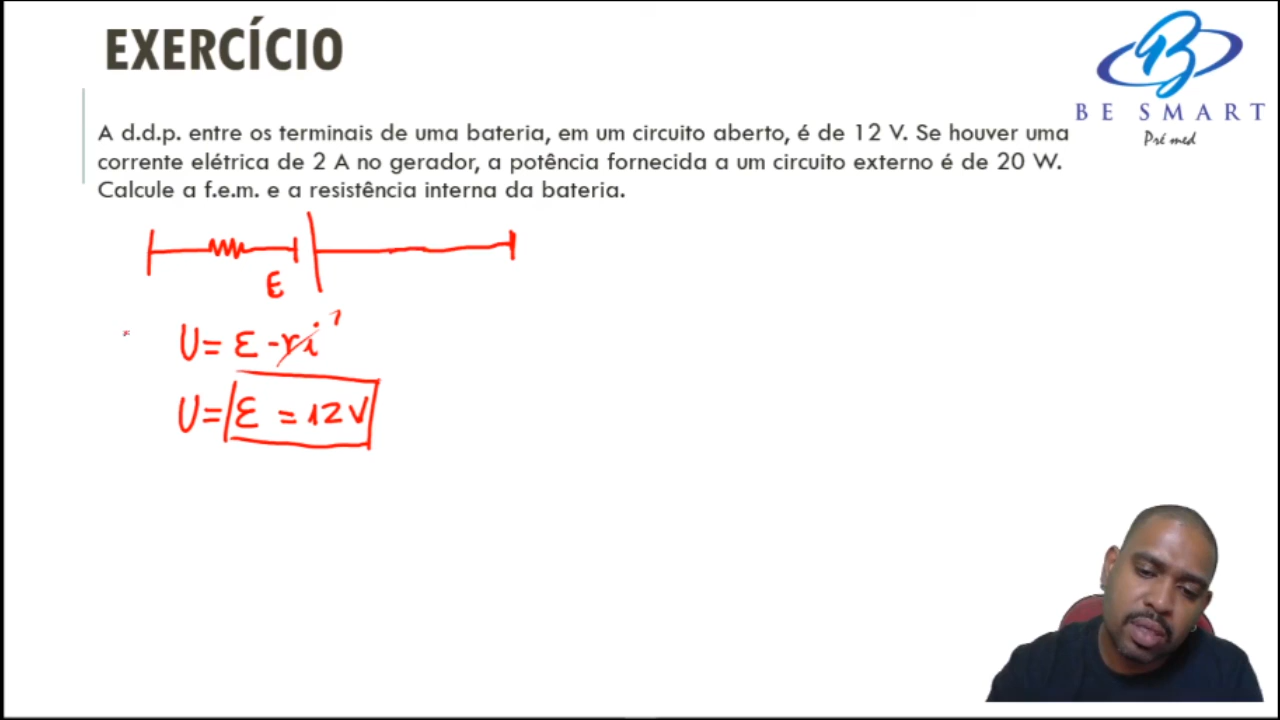 EXERCÍCIO
BE SMART
Pré med
A d.d.p. entre os terminais de uma bateria, em um circuito aberto, é de 12 V. Se houver uma
corrente elétrica de 2 A no gerador, a potência fornecida a um circuito externo é de 20 W.
Calcule a f.e.m. e a resistência interna da bateria.
E
U = ε - ri
U = ε = 12V